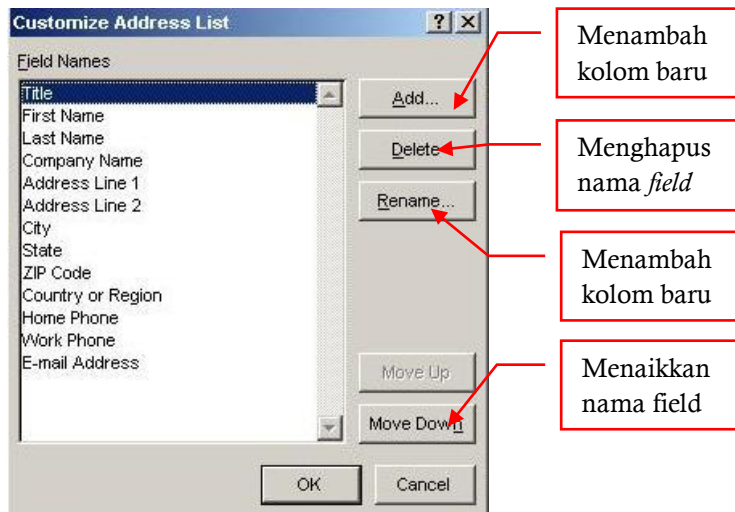 Customize Address List
Field Names
Title
First Name
Last Name
Company Name
Address Line 1
Address Line 2
City
State
ZIP Code
Country or Region
Home Phone
Work Phone
E-mail Address
Add...
Delete
Rename...
Move Up
Move Down
OK
Cancel
Menambah
kolom baru
Menghapus
nama field
Menambah
kolom baru
Menaikkan
nama field